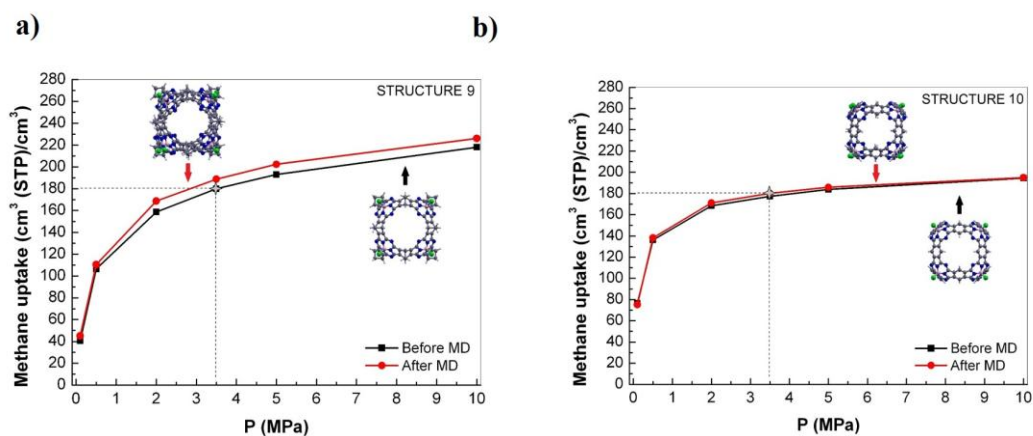 a)
b)
STRUCTURE 9
280
260
240
220
200
180
160
140
120
100
80
60
40
20
0
Methane uptake (cm³ (STP)/cm³)
0 1 2 3 4 5 6 7 8 9 10
P (MPa)
Before MD
After MD
STRUCTURE 10
280
260
240
220
200
180
160
140
120
100
80
60
40
20
0
Methane uptake (cm³ (STP)/cm³)
0 1 2 3 4 5 6 7 8 9 10
P (MPa)
Before MD
After MD